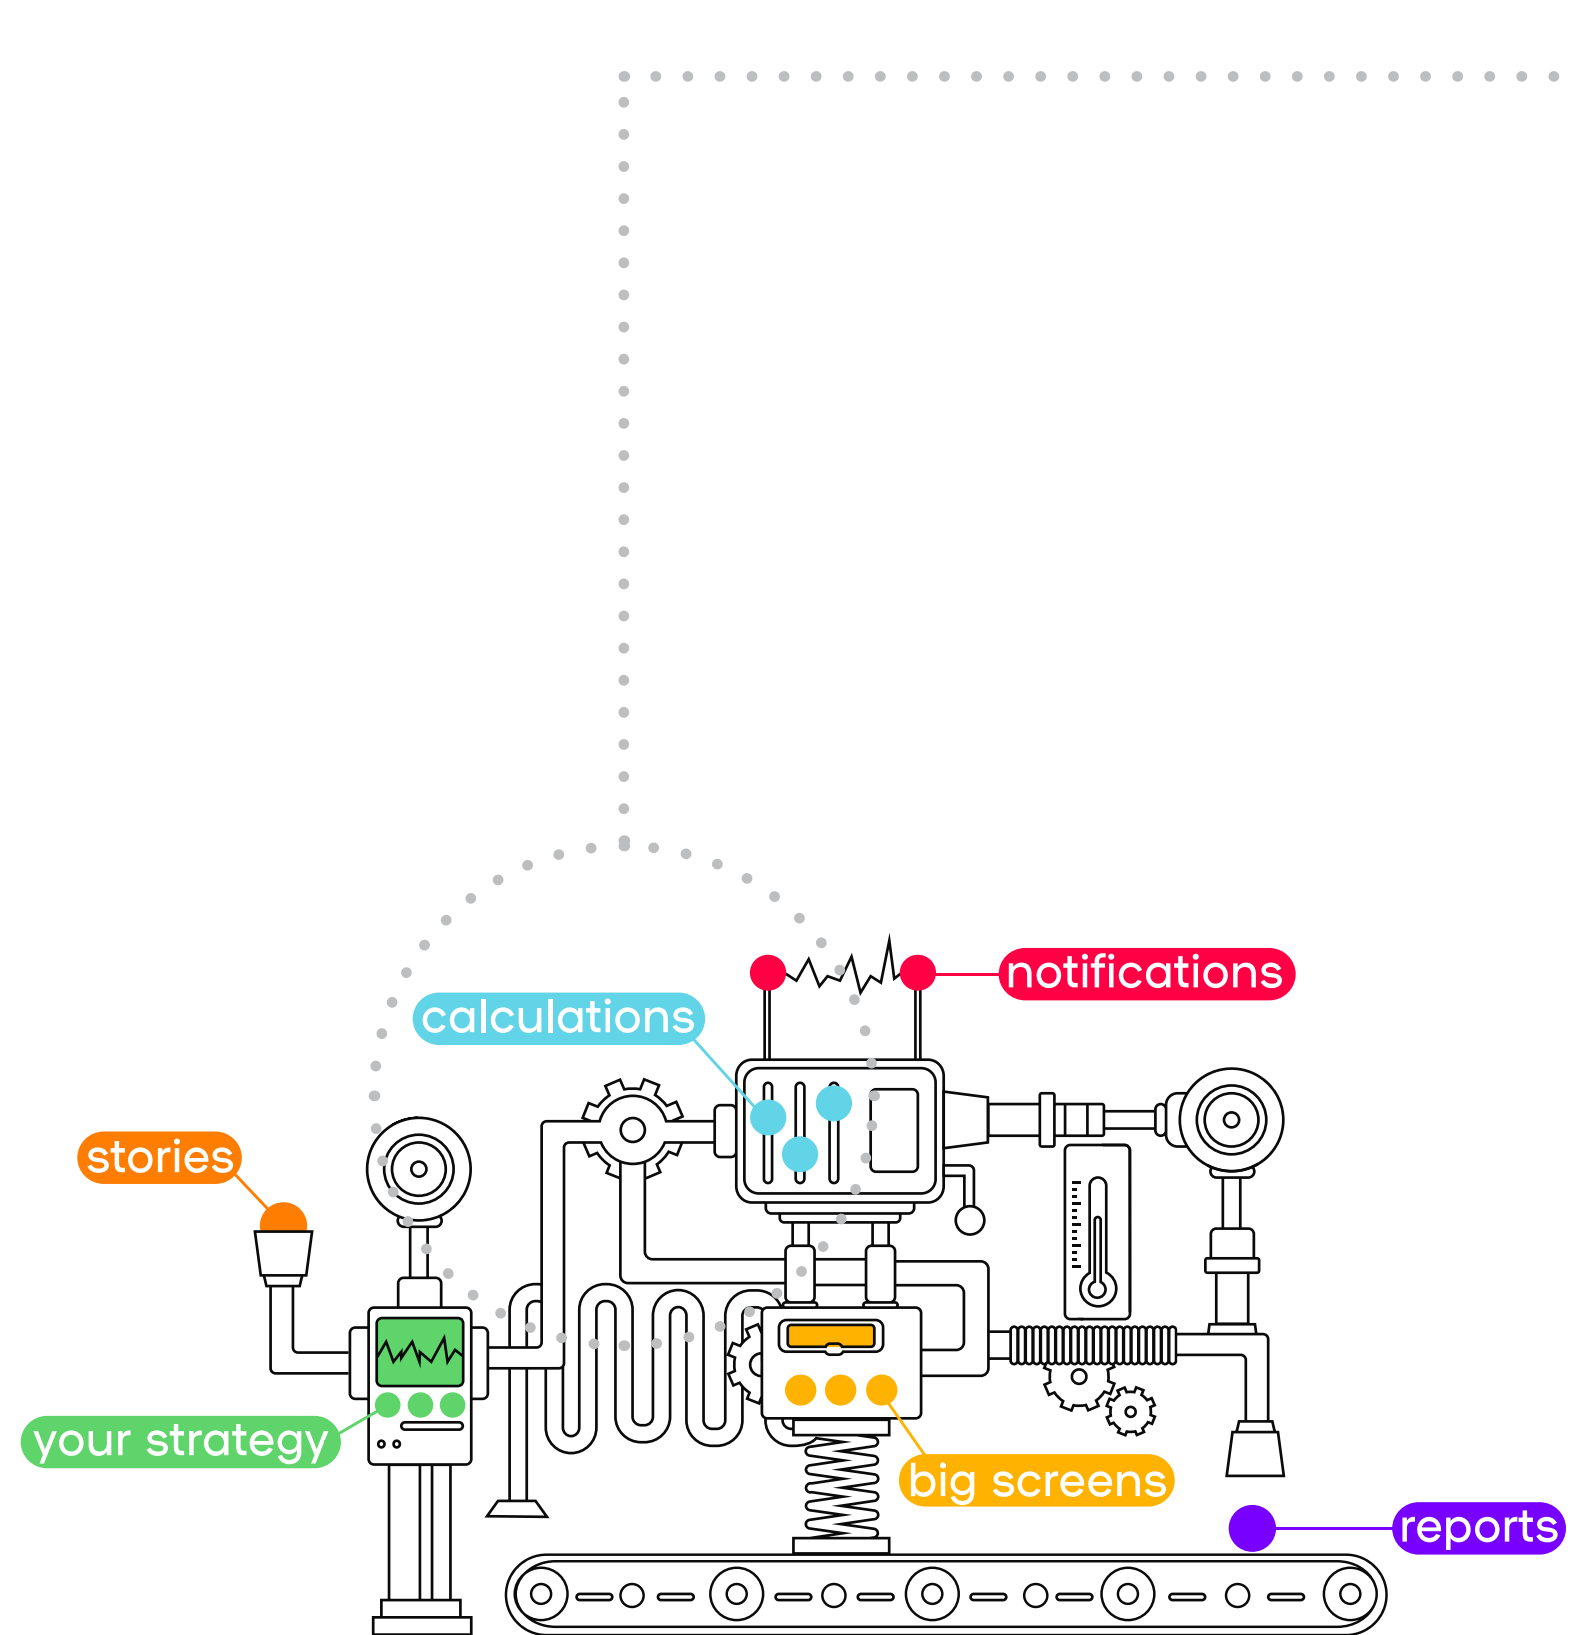 notifications
calculations
stories
your strategy
big screens
reports